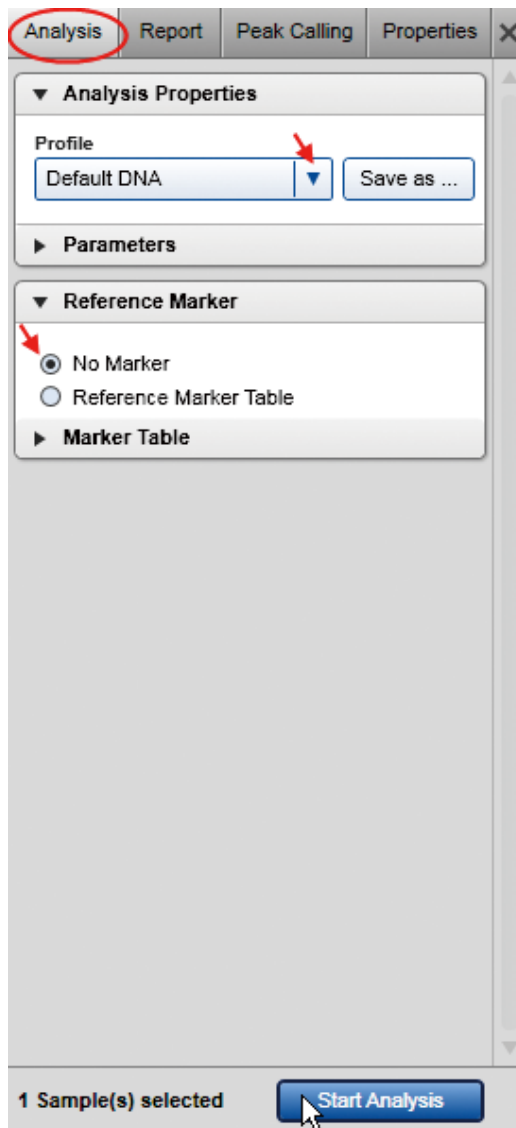 Analysis Report Peak Calling Properties
Analysis Properties
Profile
Default DNA Save as ...
Parameters
Reference Marker
No Marker
Reference Marker Table
Marker Table
1 Sample(s) selected Start Analysis